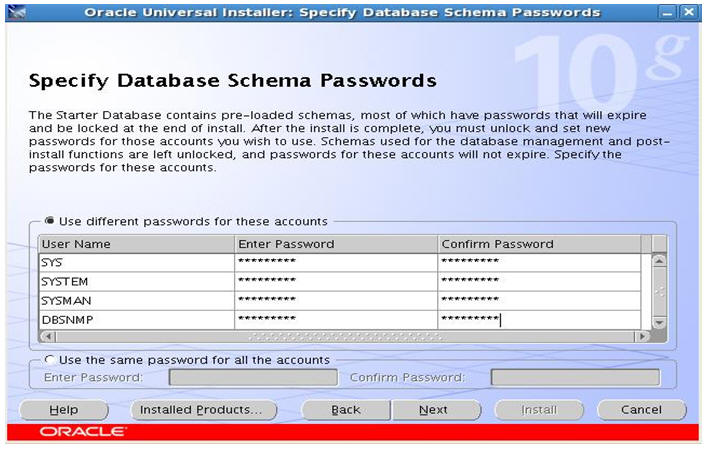 Oracle Universal Installer: Specify Database Schema Passwords
10g
Specify Database Schema Passwords
The Starter Database contains pre-loaded schemas, most of which have passwords that will expire
and be locked at the end of install. After the install is complete, you must unlock and set new
passwords for those accounts you wish to use. Schemas used for the database management and post-
install functions are left unlocked, and passwords for these accounts will not expire. Specify the
passwords for these accounts.
Use different passwords for these accounts
User Name Enter Password Confirm Password
SYS ********* *********
SYSTEM ********* *********
SYSMAN ********* *********
DBSNMP ********* *********
Use the same password for all the accounts
Enter Password: Confirm Password:
Help Installed Products... Back Next Install Cancel
ORACLE